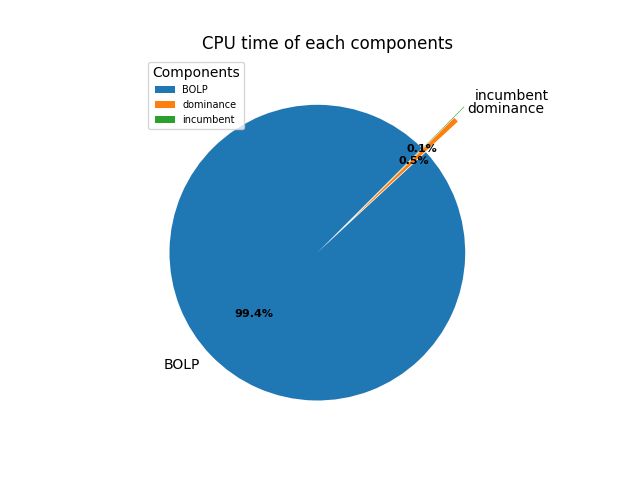 CPU time of each components
Components
BOLP
dominance
incumbent
incumbent
dominance
0.1%
0.5%
99.4%
BOLP